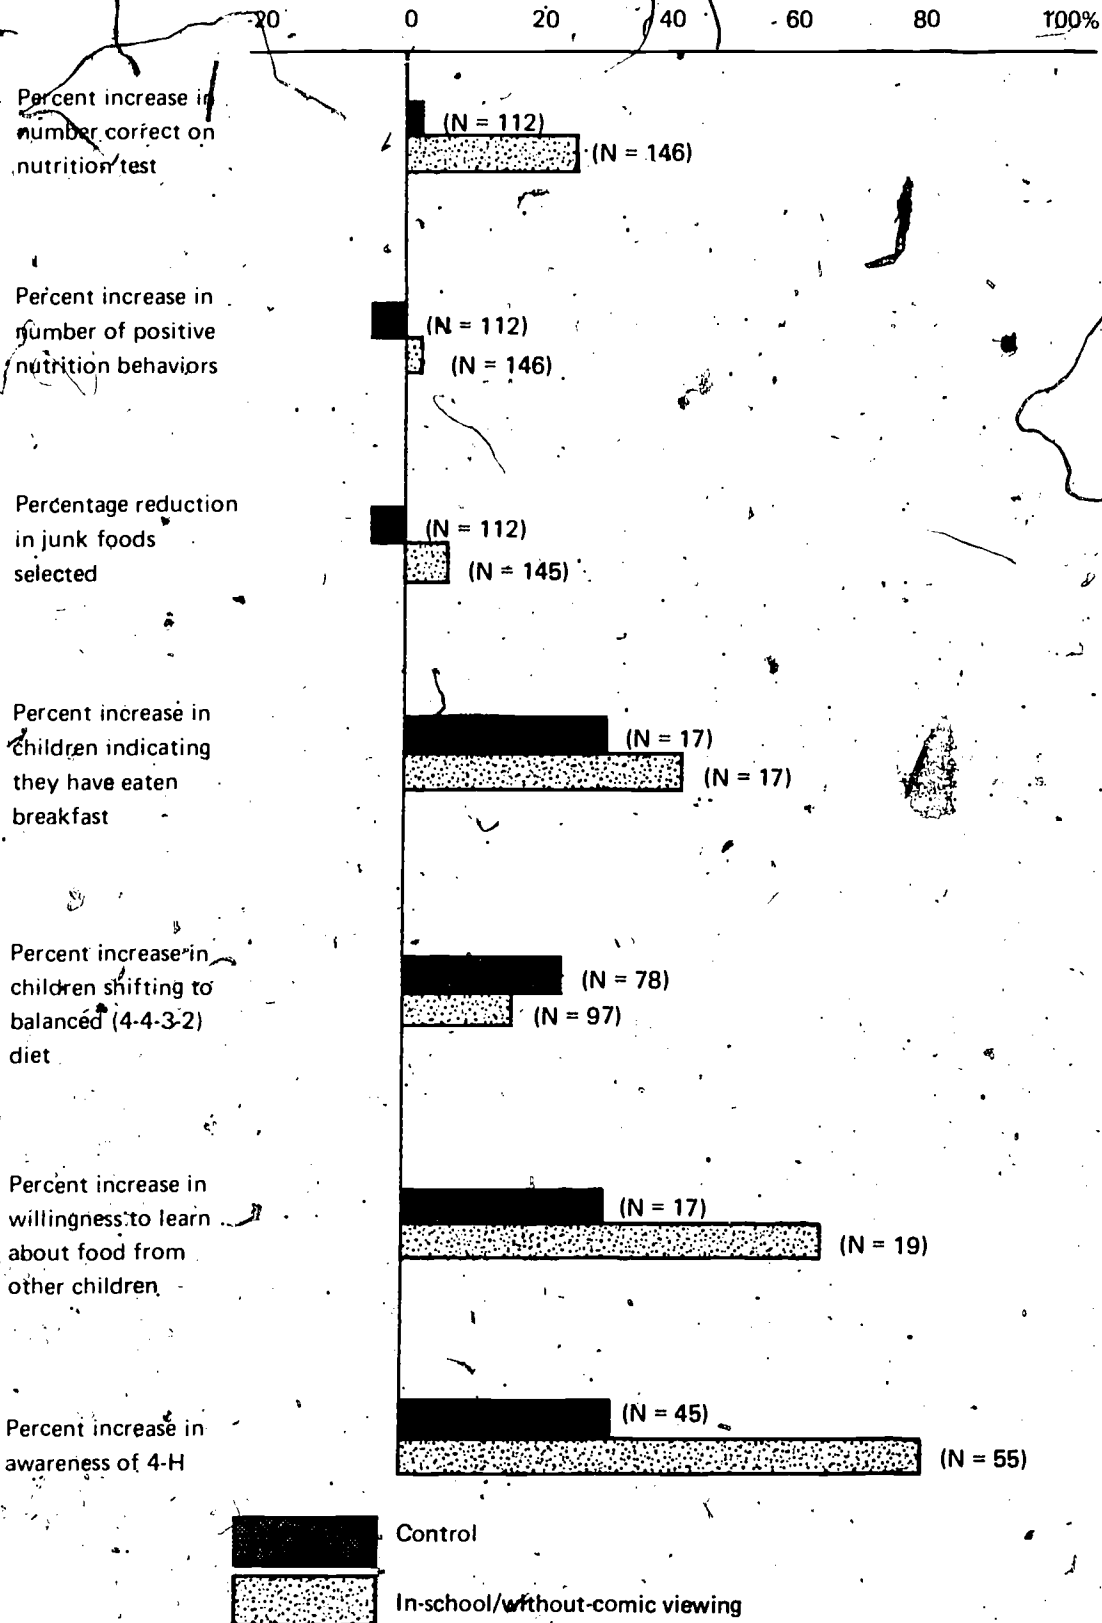 -20 0 20 40 60 80 100%
Percent increase in
number correct on
nutrition test
(N = 112)
(N = 146)
Percent increase in
number of positive
nutrition behaviors
(N = 112)
(N = 146)
Percentage reduction
in junk foods
selected
(N = 112)
(N = 145)
Percent increase in
children indicating
they have eaten
breakfast
(N = 17)
(N = 17)
Percent increase in
children shifting to
balanced (4-4-3-2)
diet
(N = 78)
(N = 97)
Percent increase in
willingness to learn
about food from
other children
(N = 17)
(N = 19)
Percent increase in
awareness of 4-H
(N = 45)
(N = 55)
Control
In-school/without-comic viewing